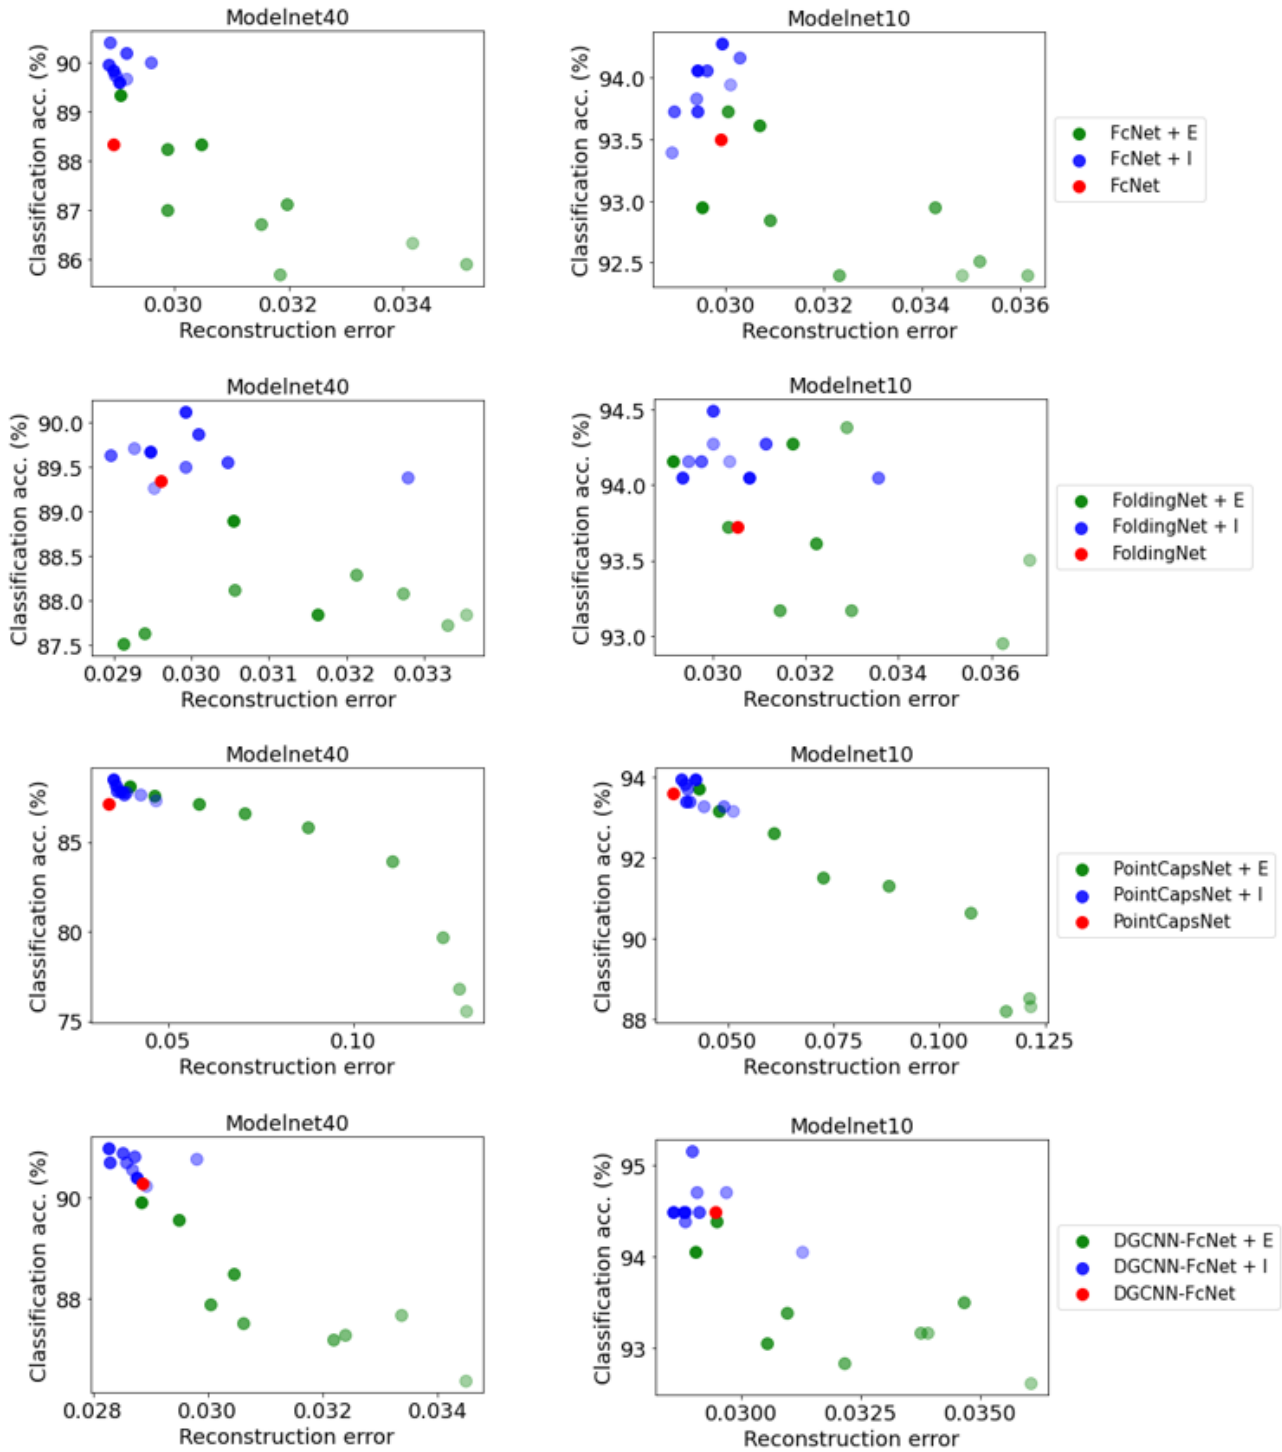 Modelnet40
Classification acc. (%)
90
89
88
87
86
0.030 0.032 0.034
Reconstruction error
Modelnet10
Classification acc. (%)
94.0
93.5
93.0
92.5
0.030 0.032 0.034 0.036
Reconstruction error
FcNet + E
FcNet + I
FcNet
Modelnet40
Classification acc. (%)
90.0
89.5
89.0
88.5
88.0
87.5
0.029 0.030 0.031 0.032 0.033
Reconstruction error
Modelnet10
Classification acc. (%)
94.5
94.0
93.5
93.0
0.030 0.032 0.034 0.036
Reconstruction error
FoldingNet + E
FoldingNet + I
FoldingNet
Modelnet40
Classification acc. (%)
85
80
75
0.05 0.10
Reconstruction error
Modelnet10
Classification acc. (%)
94
92
90
88
0.050 0.075 0.100 0.125
Reconstruction error
PointCapsNet + E
PointCapsNet + I
PointCapsNet
Modelnet40
Classification acc. (%)
90
88
0.028 0.030 0.032 0.034
Reconstruction error
Modelnet10
Classification acc. (%)
95
94
93
0.0300 0.0325 0.0350
Reconstruction error
DGCNN-FcNet + E
DGCNN-FcNet + I
DGCNN-FcNet